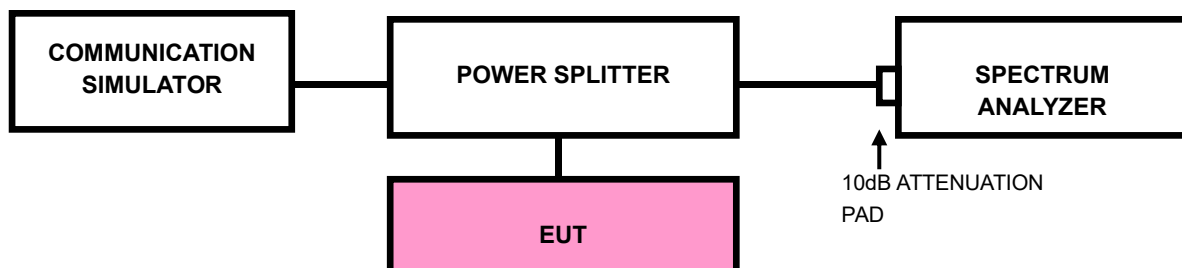 COMMUNICATION
SIMULATOR
POWER SPLITTER
SPECTRUM
ANALYZER
10dB ATTENUATION
PAD
EUT